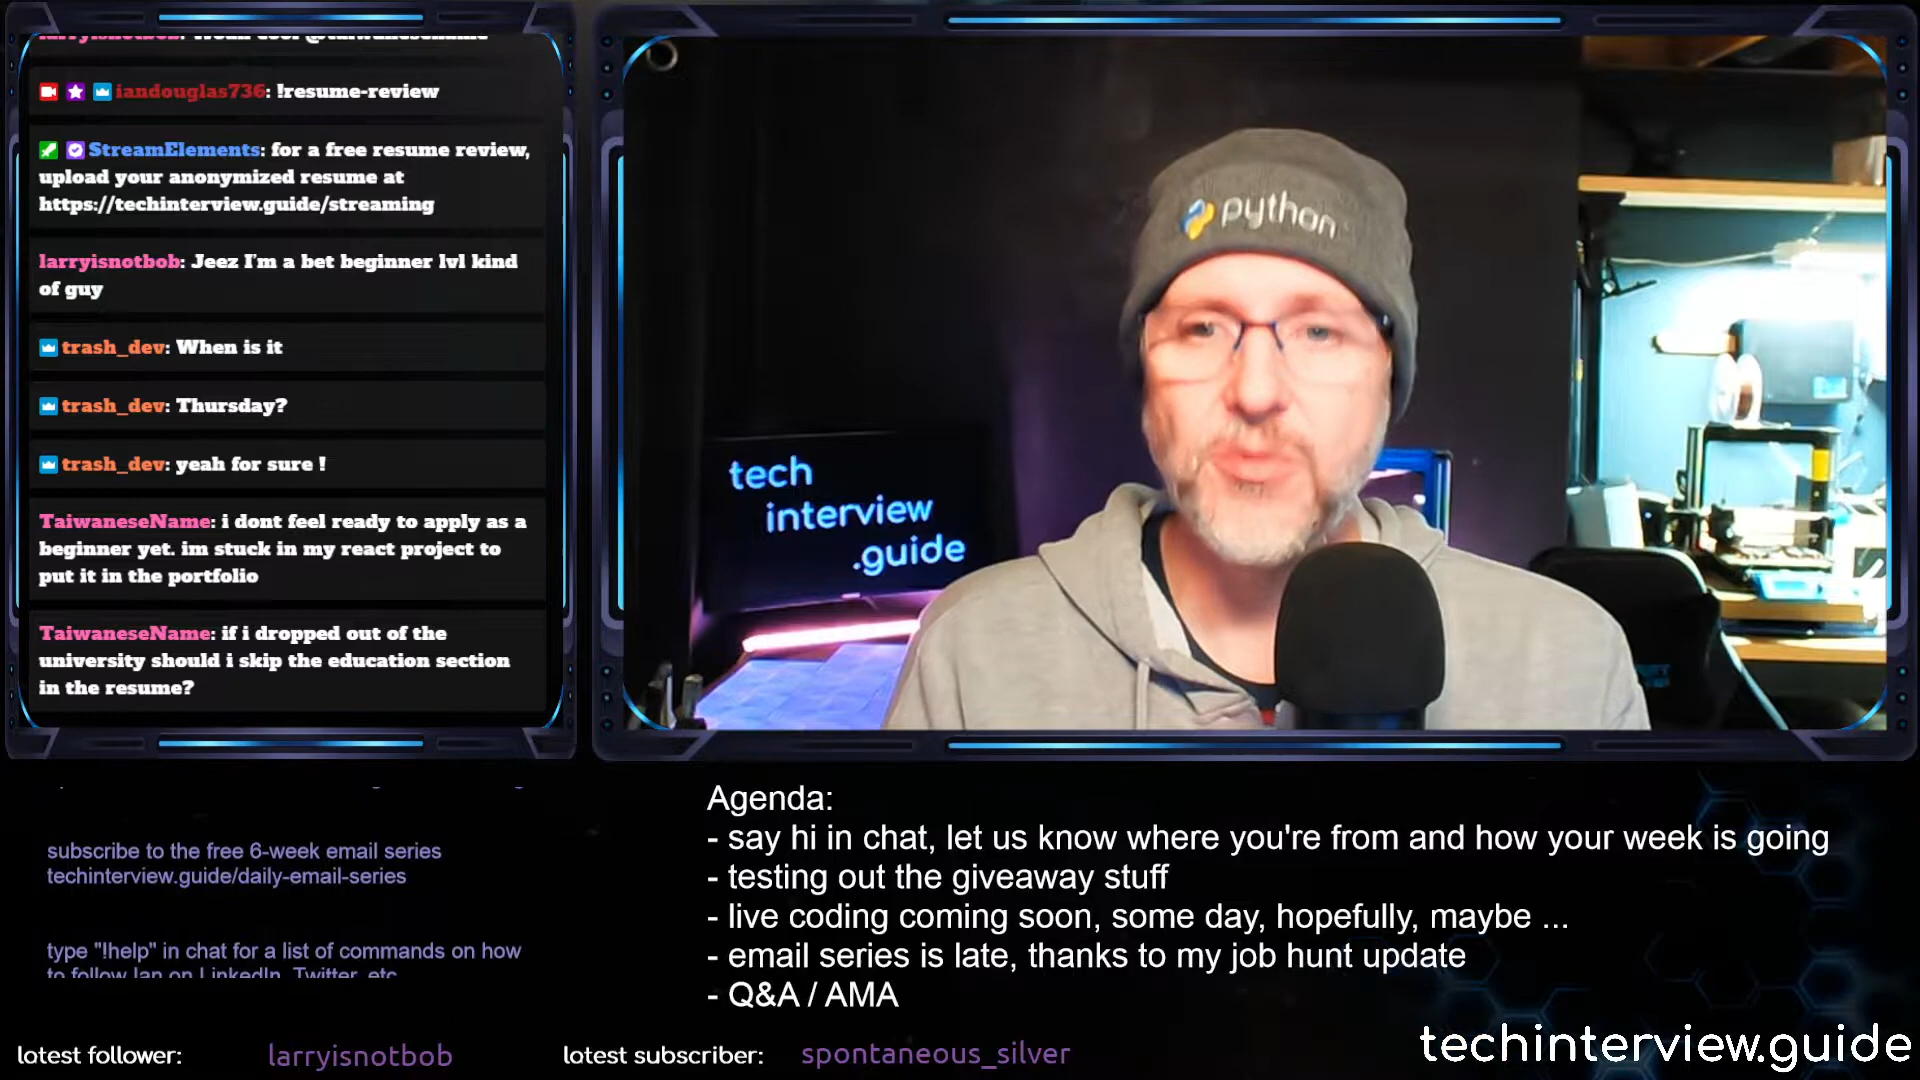 iandouglas736: !resume-review
StreamElements: for a free resume review,
upload your anonymized resume at
https://techinterview.guide/streaming
larryisnotbob: Jeez I'm a bet beginner lvl kind
of guy
trash_dev: When is it
trash_dev: Thursday?
trash_dev: yeah for sure !
TaiwaneseName: i dont feel ready to apply as a
beginner yet. im stuck in my react project to
put it in the portfolio
TaiwaneseName: if i dropped out of the
university should i skip the education section
in the resume?
python
tech
interview
.guide
subscribe to the free 6-week email series
techinterview.guide/daily-email-series
type "!help" in chat for a list of commands on how
to follow Ian on LinkedIn, Twitter, etc
Agenda:
- say hi in chat, let us know where you're from and how your week is going
- testing out the giveaway stuff
- live coding coming soon, some day, hopefully, maybe ...
- email series is late, thanks to my job hunt update
- Q&A / AMA
latest follower: larryisnotbob
latest subscriber: spontaneous_silver
techinterview.guide